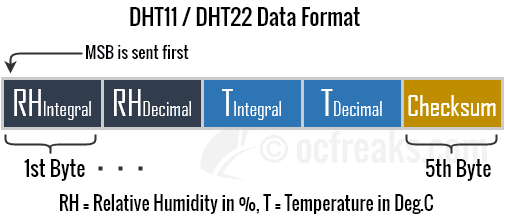 DHT11 / DHT22 Data Format
MSB is sent first
RHIntegral RHDecimal TIntegral TDecimal Checksum
© ocfreaks.com
1st Byte . . . 5th Byte
RH = Relative Humidity in %, T = Temperature in Deg.C